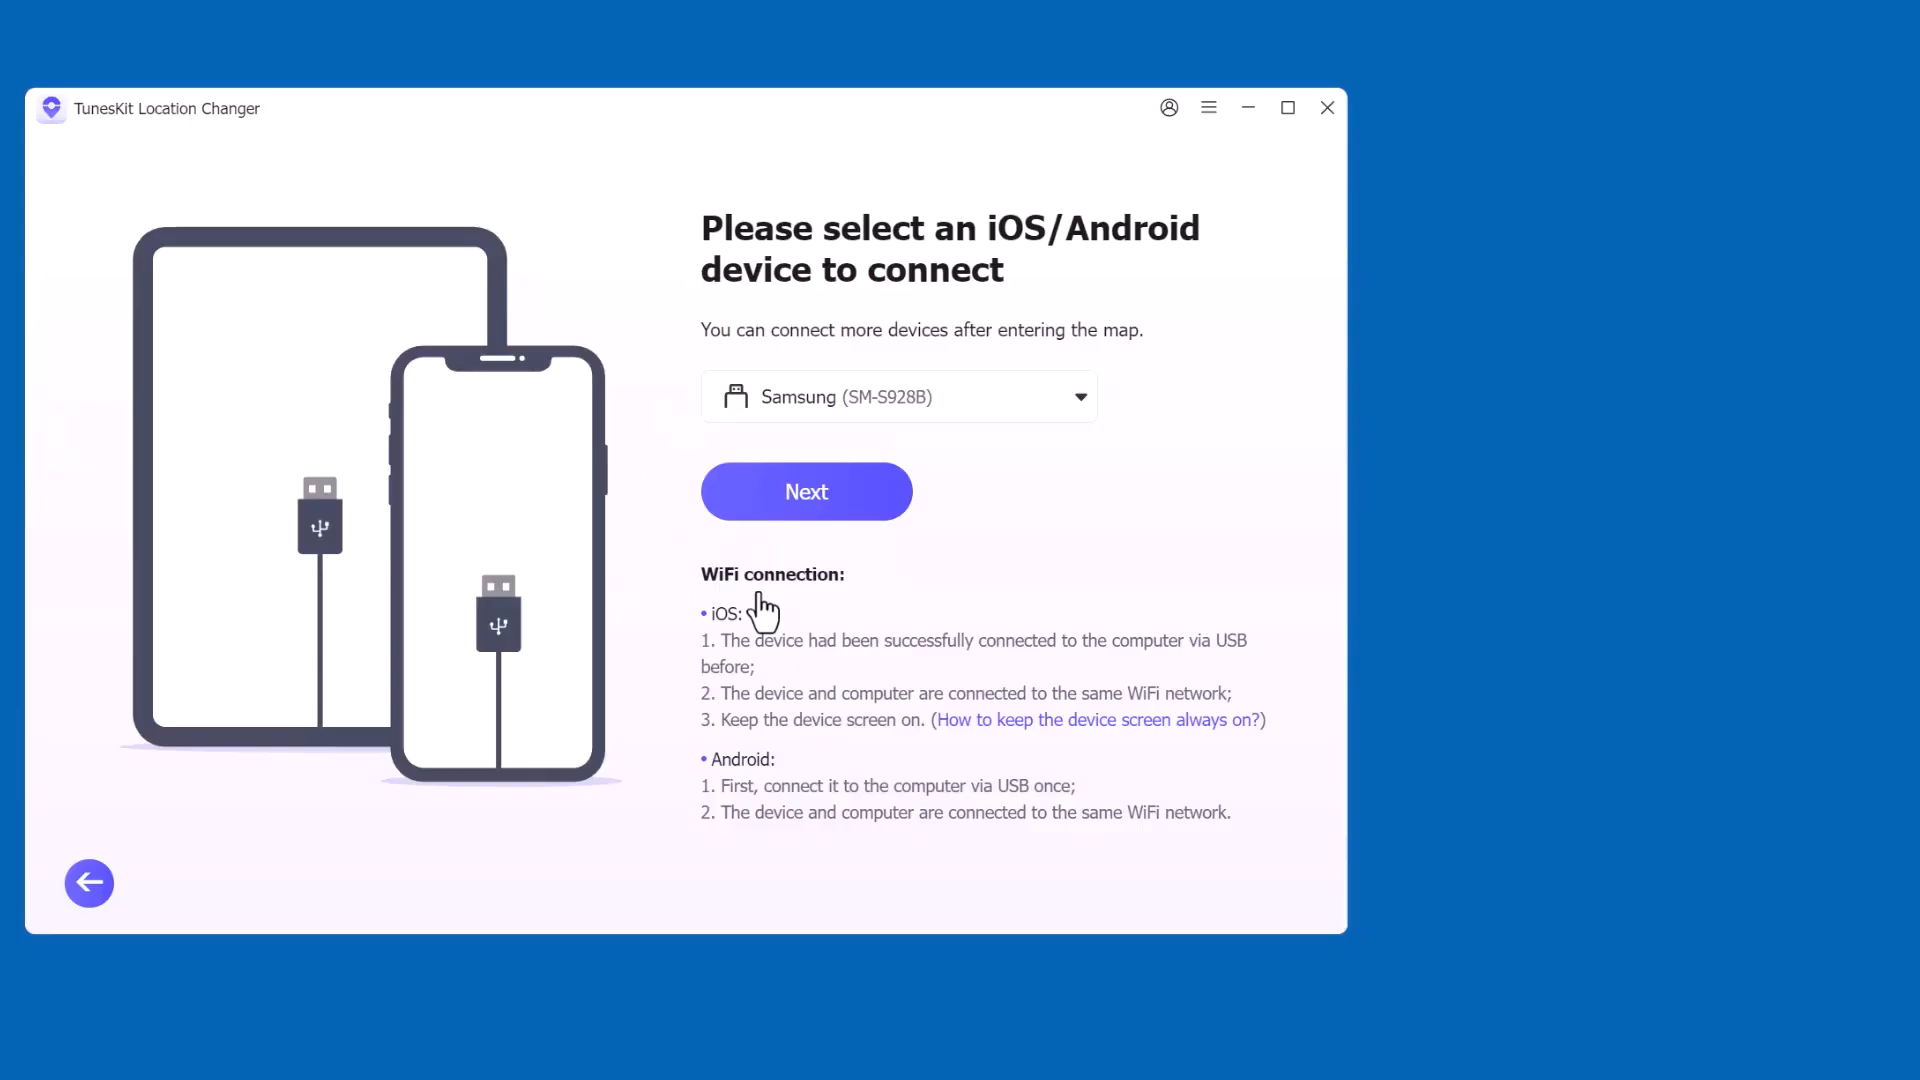 TunesKit Location Changer
Please select an iOS/Android
device to connect
You can connect more devices after entering the map.
Samsung (SM-S928B)
Next
WiFi connection:
• iOS:
1. The device had been successfully connected to the computer via USB
before;
2. The device and computer are connected to the same WiFi network;
3. Keep the device screen on. (How to keep the device screen always on?)
• Android:
1. First, connect it to the computer via USB once;
2. The device and computer are connected to the same WiFi network.